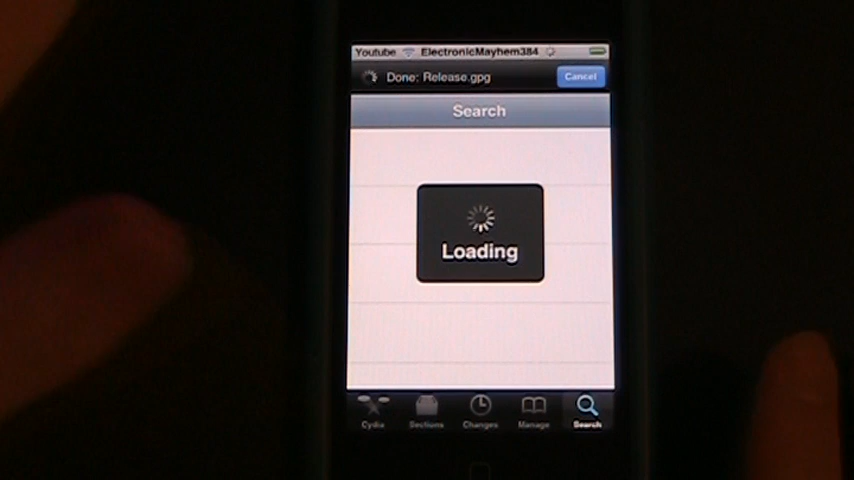 Youtube ElectronicMayhem384
Done: Release.gpg Cancel
Search
Loading
Cydia Sections Changes Manage Search